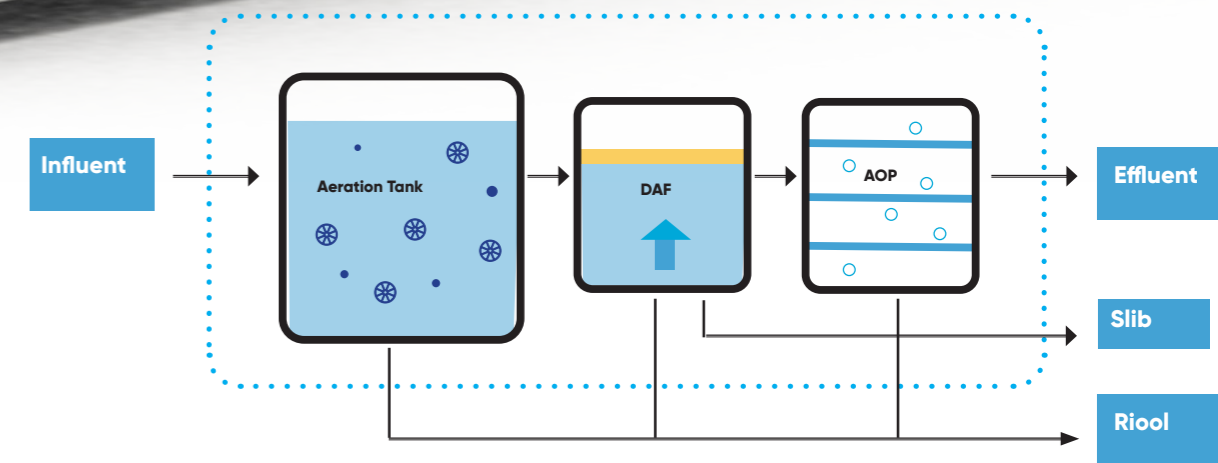 Influent
Aeration Tank
DAF
AOP
Effluent
Slib
Riool